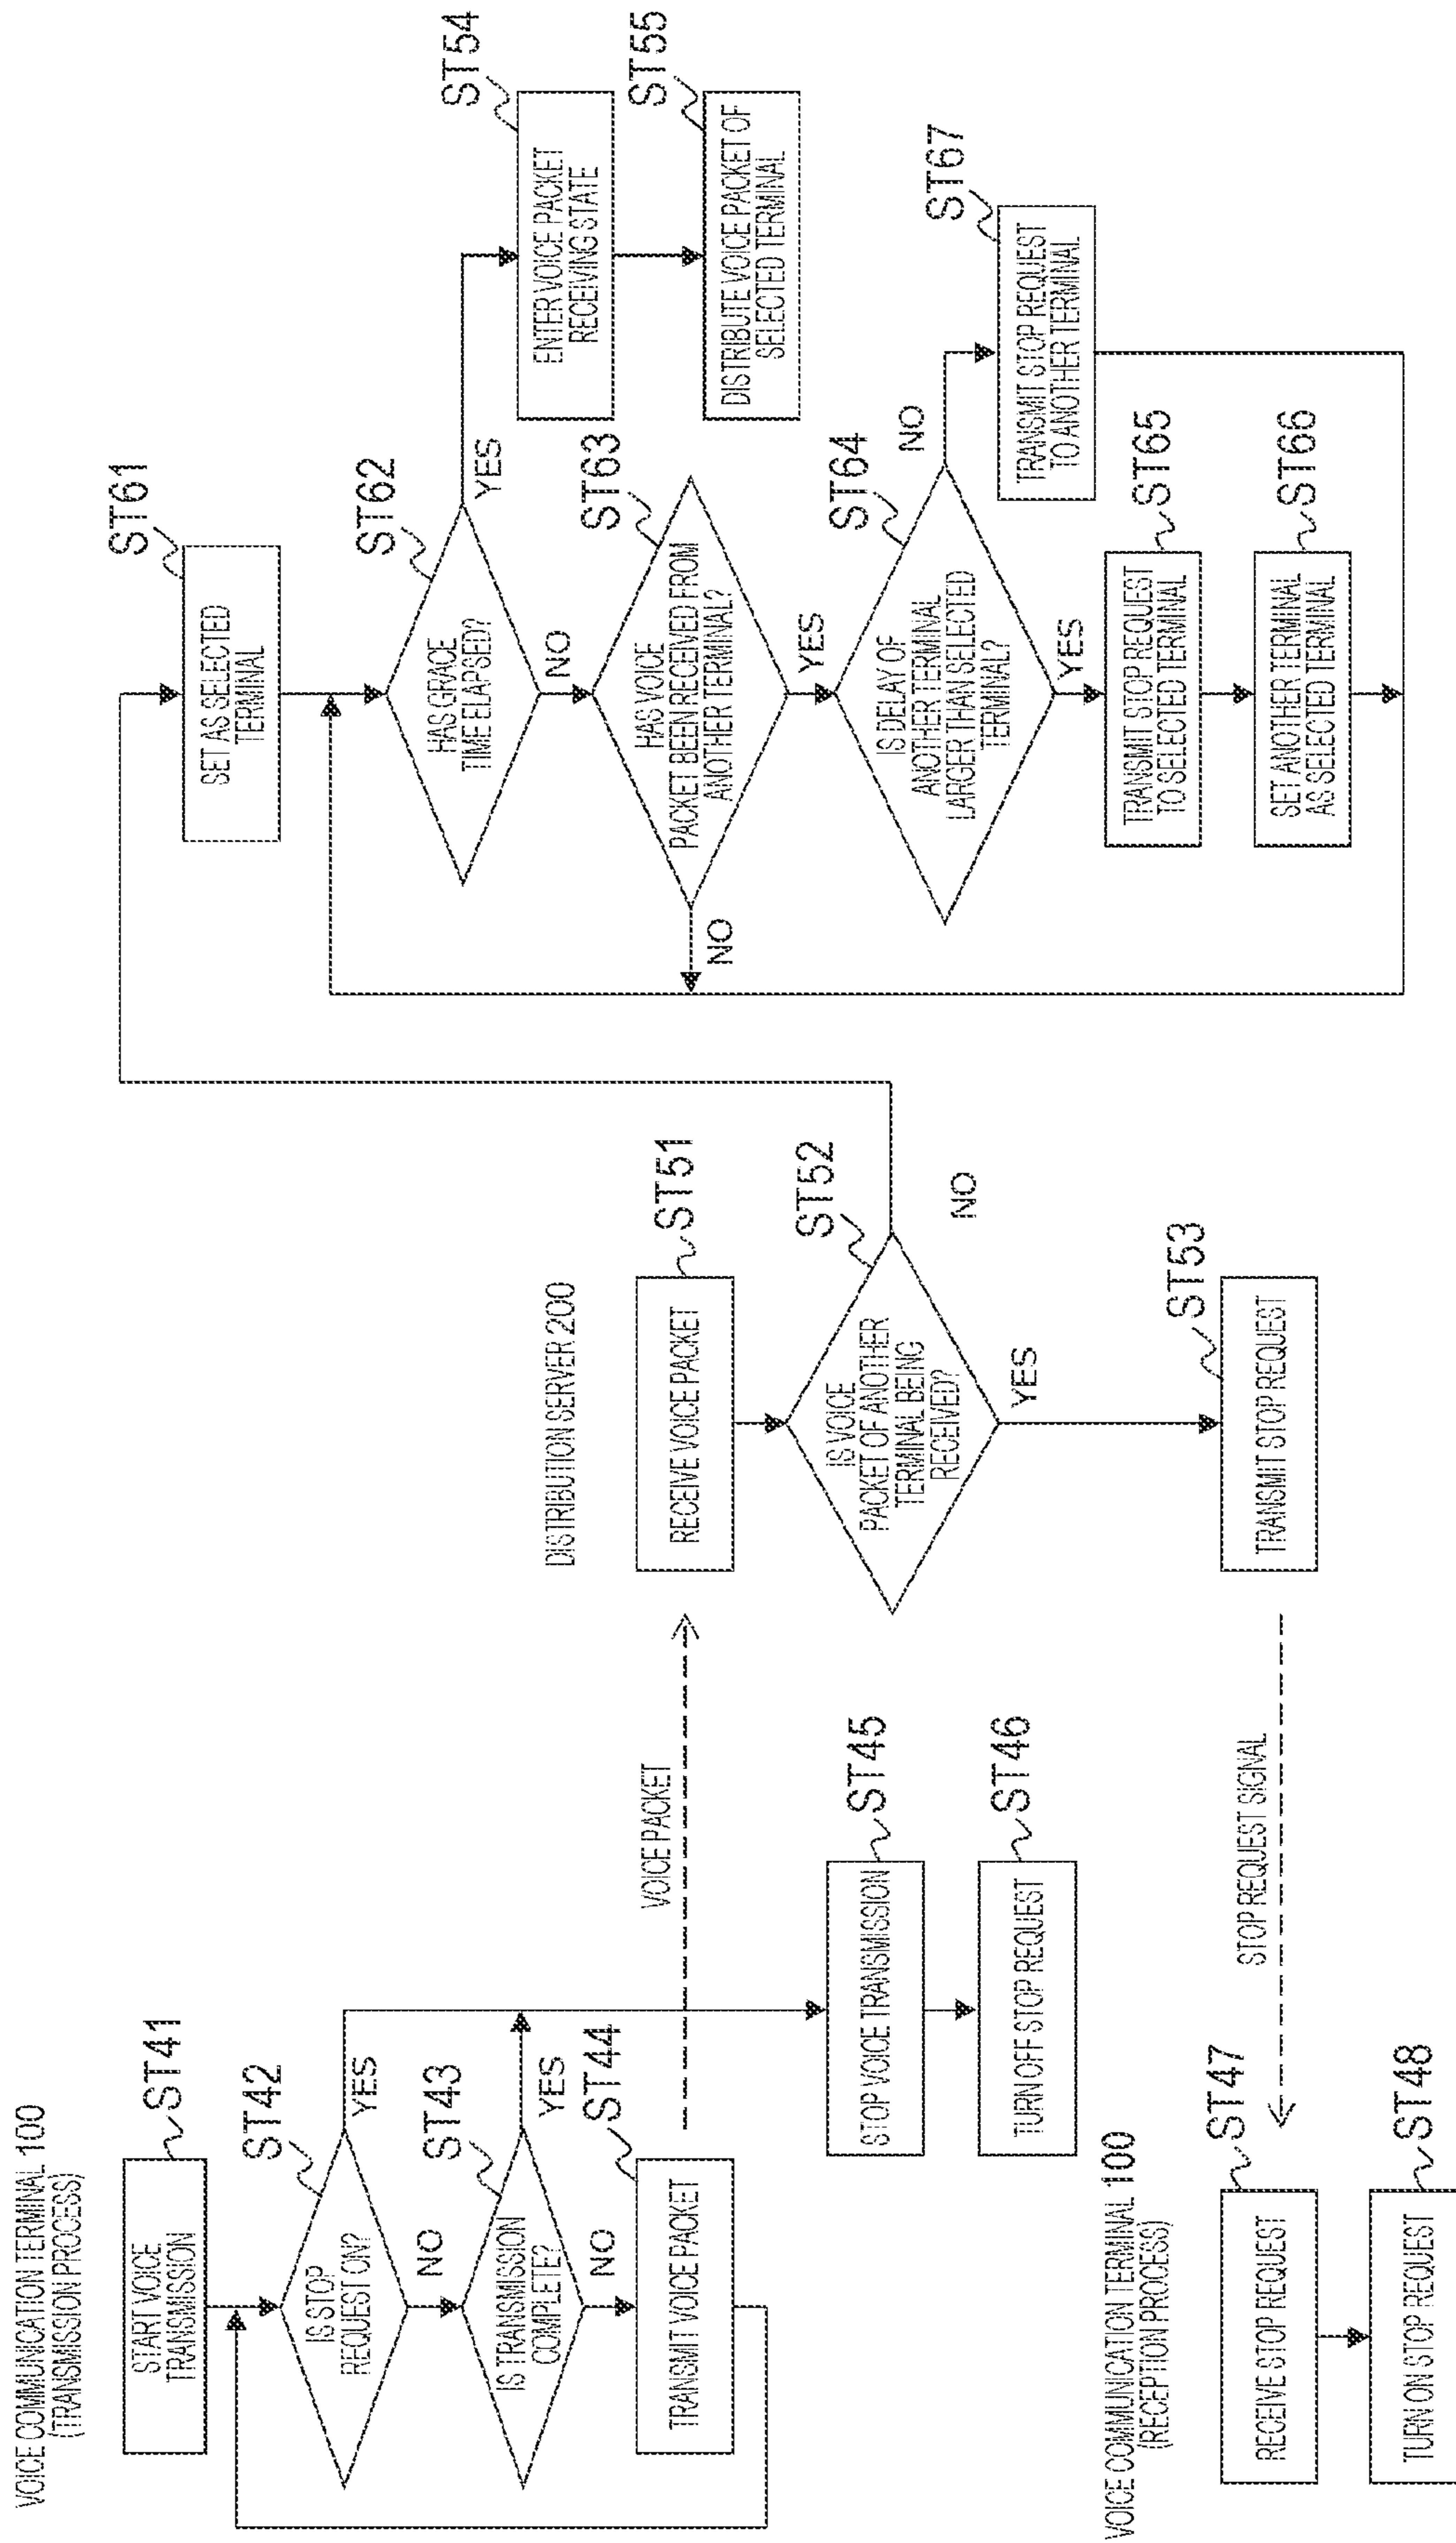 VOICE COMMUNICATION TERMINAL 100
(TRANSMISSION PROCESS)
START VOICE
TRANSMISSION
ST41
IS STOP
REQUEST ON?
ST42
YES
NO
IS TRANSMISSION
COMPLETE?
ST43
YES
NO
TRANSMIT VOICE PACKET
ST44
VOICE PACKET
STOP VOICE TRANSMISSION
ST45
TURN OFF STOP REQUEST
ST46
VOICE COMMUNICATION TERMINAL 100
(RECEPTION PROCESS)
RECEIVE STOP REQUEST
ST47
TURN ON STOP REQUEST
ST48
STOP REQUEST SIGNAL
DISTRIBUTION SERVER 200
RECEIVE VOICE PACKET
ST51
IS VOICE
PACKET OF ANOTHER
TERMINAL BEING
RECEIVED?
ST52
NO
YES
TRANSMIT STOP REQUEST
ST53
SET AS SELECTED
TERMINAL
ST61
HAS GRACE
TIME ELAPSED?
ST62
YES
NO
ENTER VOICE PACKET
RECEIVING STATE
ST54
DISTRIBUTE VOICE PACKET OF
SELECTED TERMINAL
ST55
HAS VOICE
PACKET BEEN RECEIVED FROM
ANOTHER TERMINAL?
ST63
NO
YES
IS DELAY OF
ANOTHER TERMINAL
LARGER THAN SELECTED
TERMINAL?
ST64
NO
YES
TRANSMIT STOP REQUEST
TO ANOTHER TERMINAL
ST67
TRANSMIT STOP REQUEST
TO SELECTED TERMINAL
ST65
SET ANOTHER TERMINAL
AS SELECTED TERMINAL
ST66